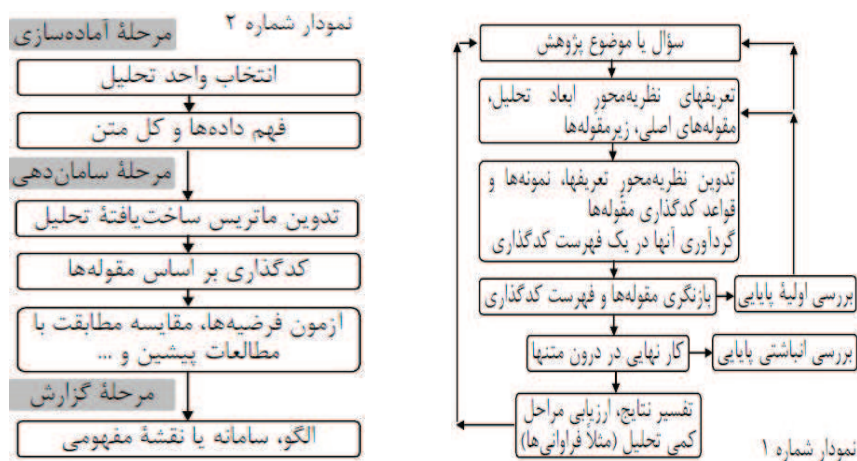 سؤال یا موضوع پژوهش
تعریفهای نظریه‌محور ابعاد تحلیل،
مقوله‌های اصلی، زیرمقوله‌ها
تدوین نظریه‌محور تعریفها، نمونه‌ها و
قواعد کدگذاری مقوله‌ها
گردآوری آنها در یک فهرست کدگذاری
بازنگری مقوله‌ها و فهرست کدگذاری
بررسی اولیهٔ پایایی
کار نهایی در درون متنها
بررسی انباشتی پایایی
تفسیر نتایج، ارزیابی مراحل
کمی تحلیل (مثلاً فراوانی‌ها)
نمودار شماره ۱
نمودار شماره ۲
مرحلهٔ آماده‌سازی
انتخاب واحد تحلیل
فهم داده‌ها و کل متن
مرحلهٔ سامان‌دهی
تدوین ماتریس ساخت‌یافتهٔ تحلیل
کدگذاری بر اساس مقوله‌ها
آزمون فرضیه‌ها، مقایسه مطابقت با
مطالعات پیشین و ...
مرحلهٔ گزارش
الگو، سامانه یا نقشهٔ مفهومی